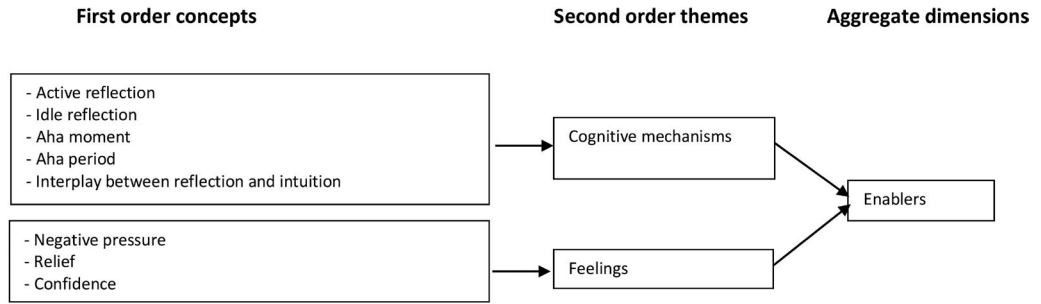 First order concepts
Second order themes
Aggregate dimensions
- Active reflection
- Idle reflection
- Aha moment
- Aha period
- Interplay between reflection and intuition
Cognitive mechanisms
Enablers
- Negative pressure
- Relief
- Confidence
Feelings